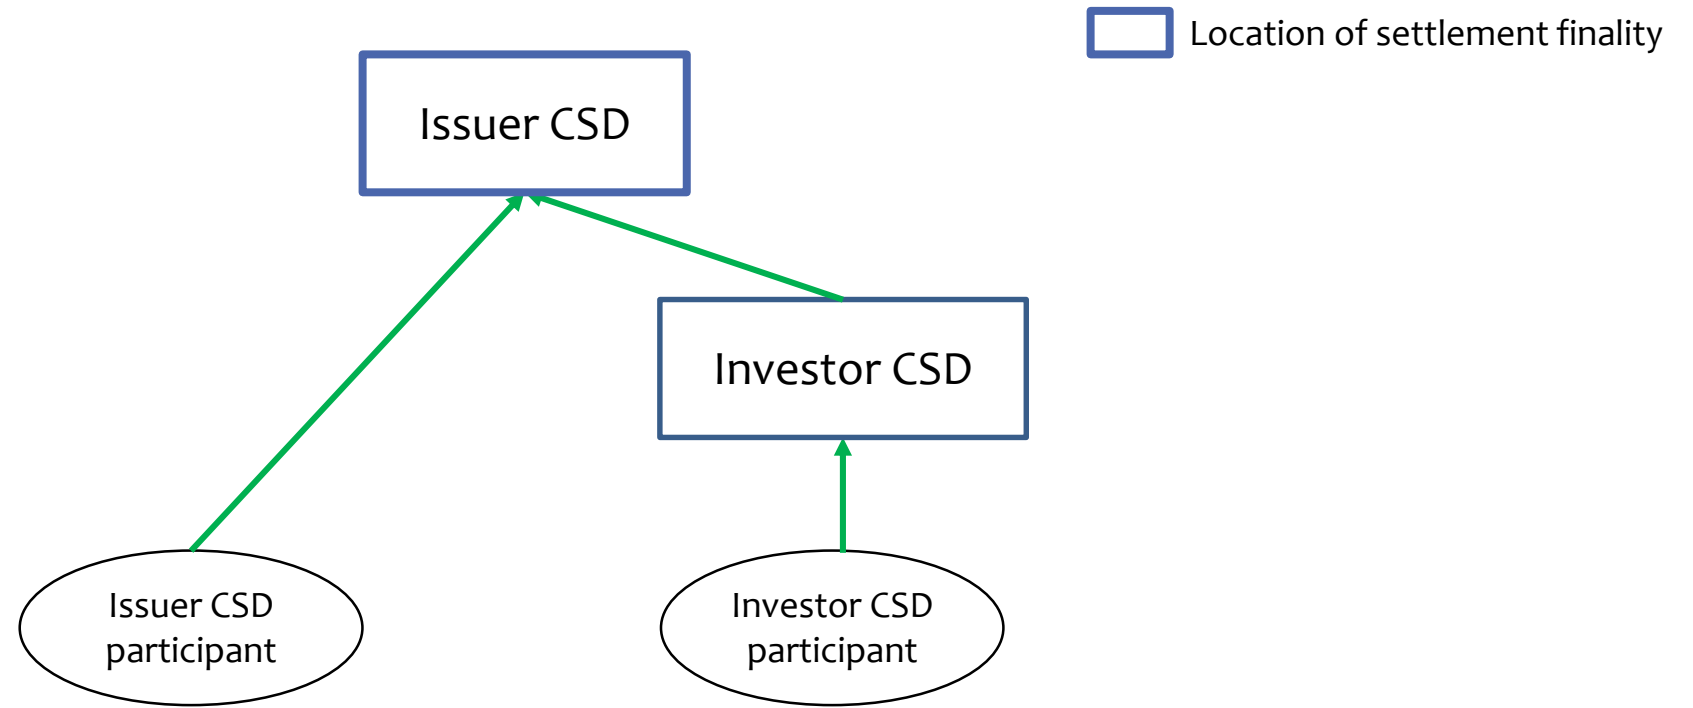 Location of settlement finality
Issuer CSD
Investor CSD
Issuer CSD
participant
Investor CSD
participant